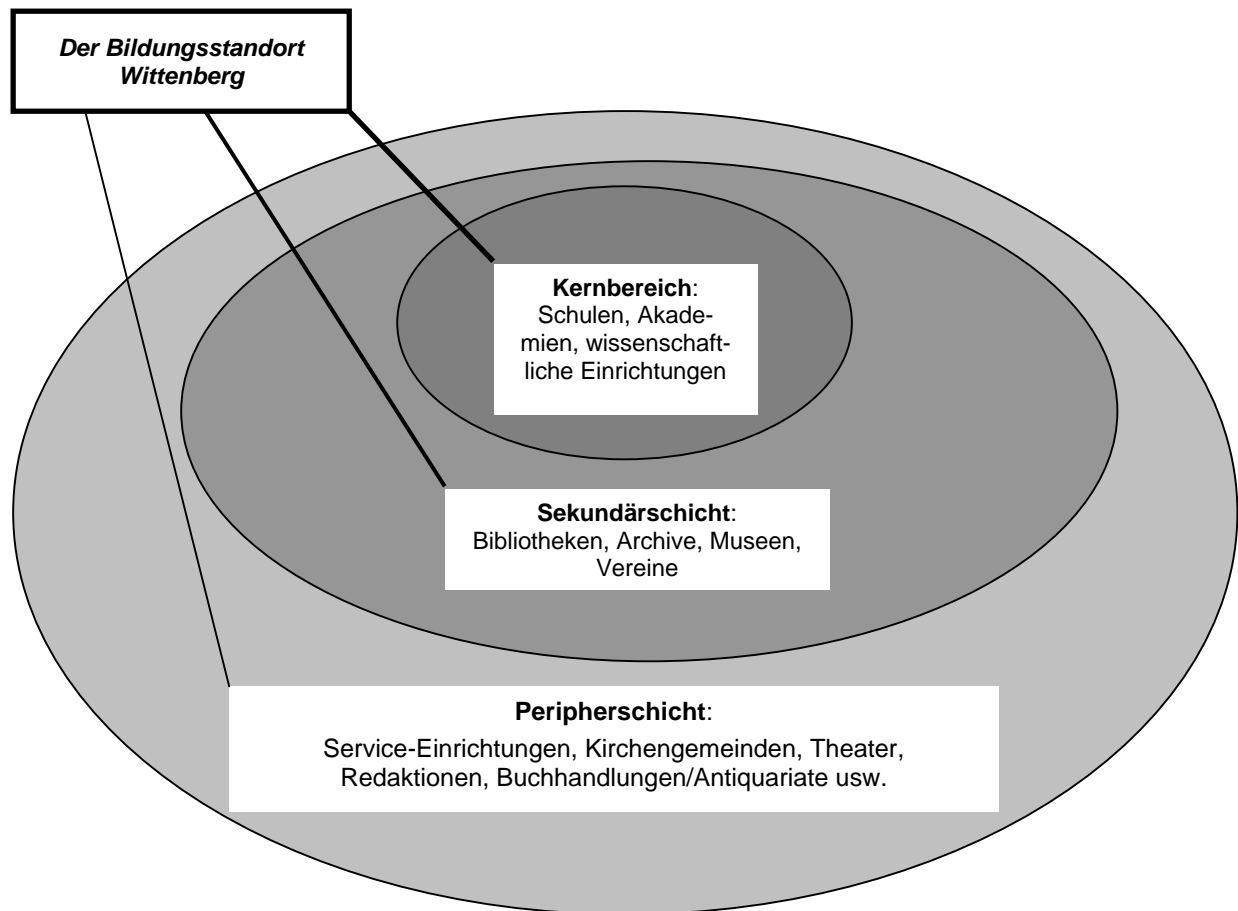 Der Bildungsstandort
Wittenberg
Kernbereich:
Schulen, Akade-
mien, wissenschaft-
liche Einrichtungen
Sekundärschicht:
Bibliotheken, Archive, Museen,
Vereine
Peripherschicht:
Service-Einrichtungen, Kirchengemeinden, Theater,
Redaktionen, Buchhandlungen/Antiquariate usw.